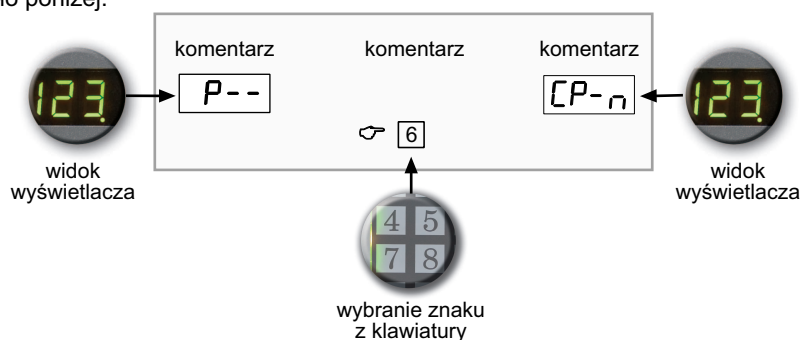 no poniżej:
komentarz komentarz komentarz
123. P-- CP-n 123.
☞ 6
widok
wyświetlacza
widok
wyświetlacza
4 5
7 8
wybranie znaku
z klawiatury